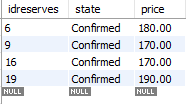 idreserves state price
6 Confirmed 180.00
9 Confirmed 170.00
16 Confirmed 170.00
19 Confirmed 190.00
NULL NULL NULL